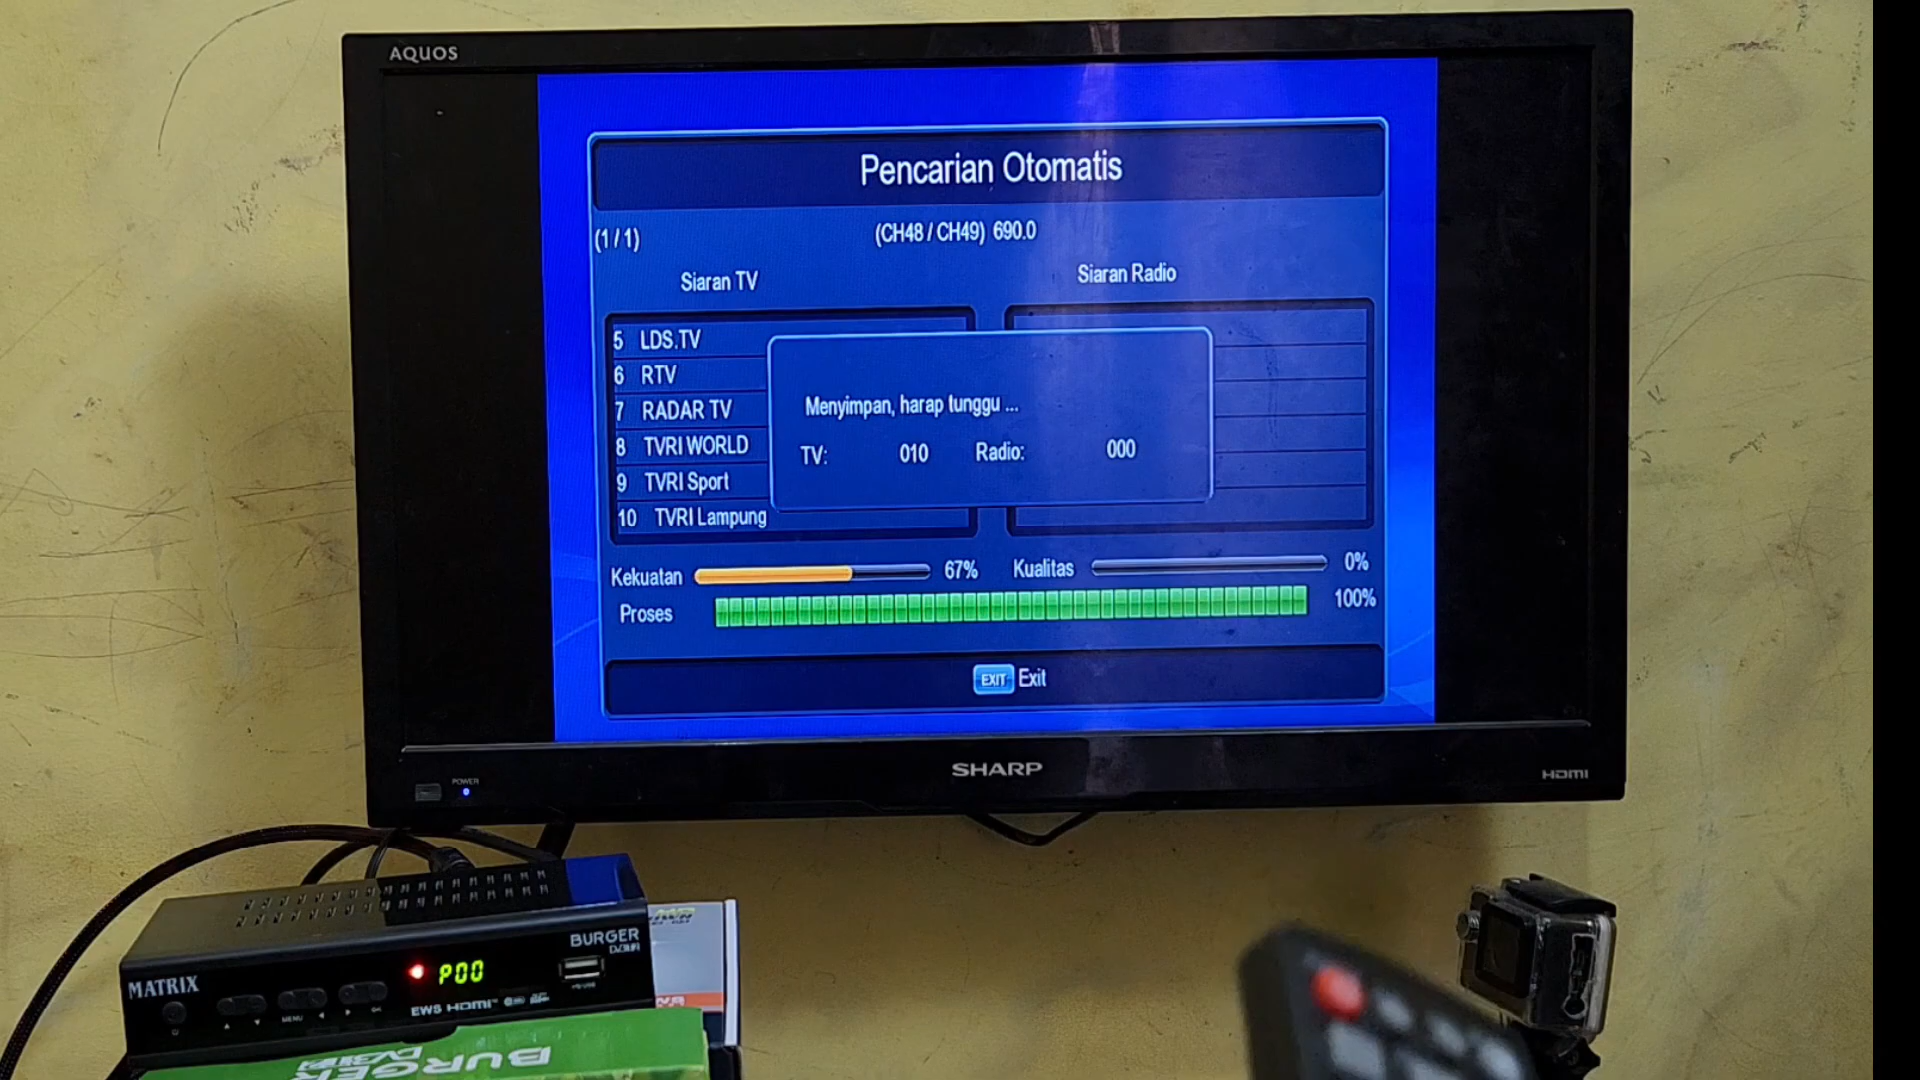 AQUOS
Pencarian Otomatis
(1 / 1)
(CH48 / CH49) 690.0
Siaran TV
Siaran Radio
5 LDS.TV
6 RTV
7 RADAR TV
8 TVRI WORLD
9 TVRI Sport
10 TVRI Lampung
Menyimpan, harap tunggu ...
TV: 010 Radio: 000
Kekuatan 67% Kualitas 0%
Proses 100%
EXIT Exit
POWER
SHARP
HDMI
MATRIX
P00
BURGER
MENU
EWS HDMI
BURGER